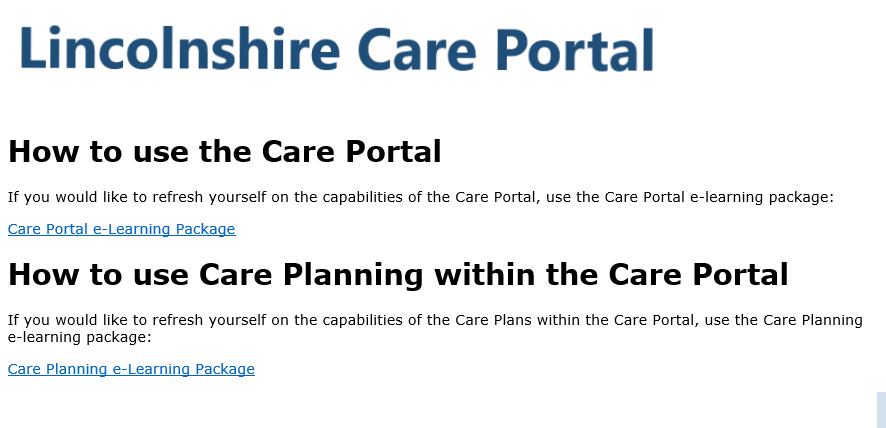 Lincolnshire Care Portal
How to use the Care Portal
If you would like to refresh yourself on the capabilities of the Care Portal, use the Care Portal e-learning package:
Care Portal e-Learning Package
How to use Care Planning within the Care Portal
If you would like to refresh yourself on the capabilities of the Care Plans within the Care Portal, use the Care Planning
e-learning package:
Care Planning e-Learning Package